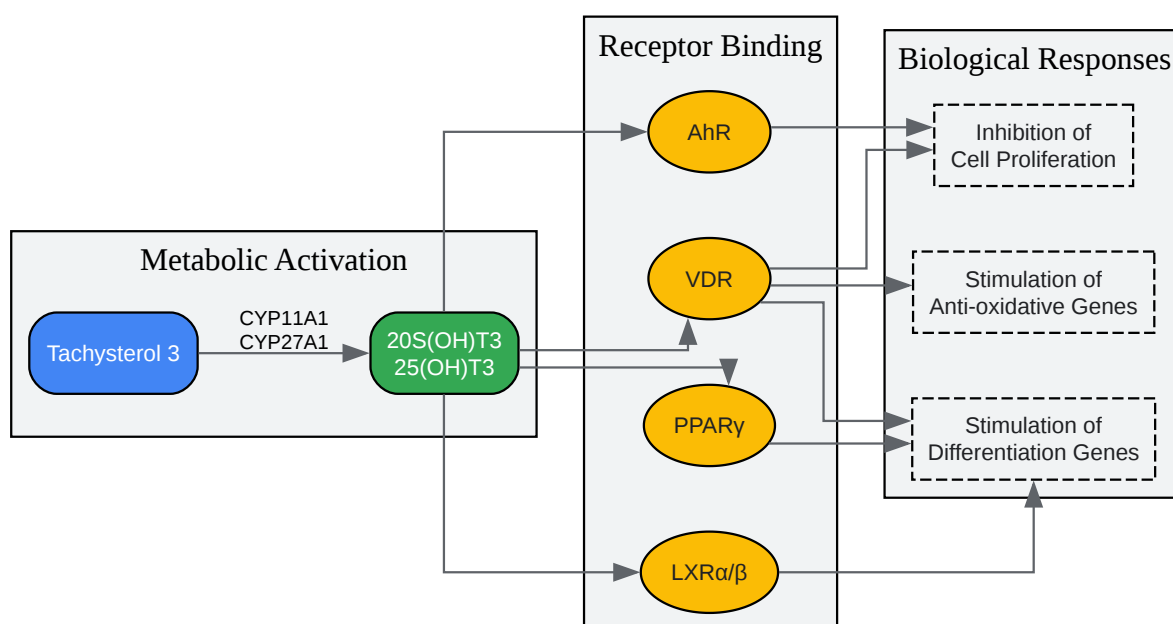 Metabolic Activation
Tachysterol 3
CYP11A1
CYP27A1
20S(OH)T3
25(OH)T3
Receptor Binding
AhR
VDR
PPARγ
LXRα/β
Biological Responses
Inhibition of
Cell Proliferation
Stimulation of
Anti-oxidative Genes
Stimulation of
Differentiation Genes